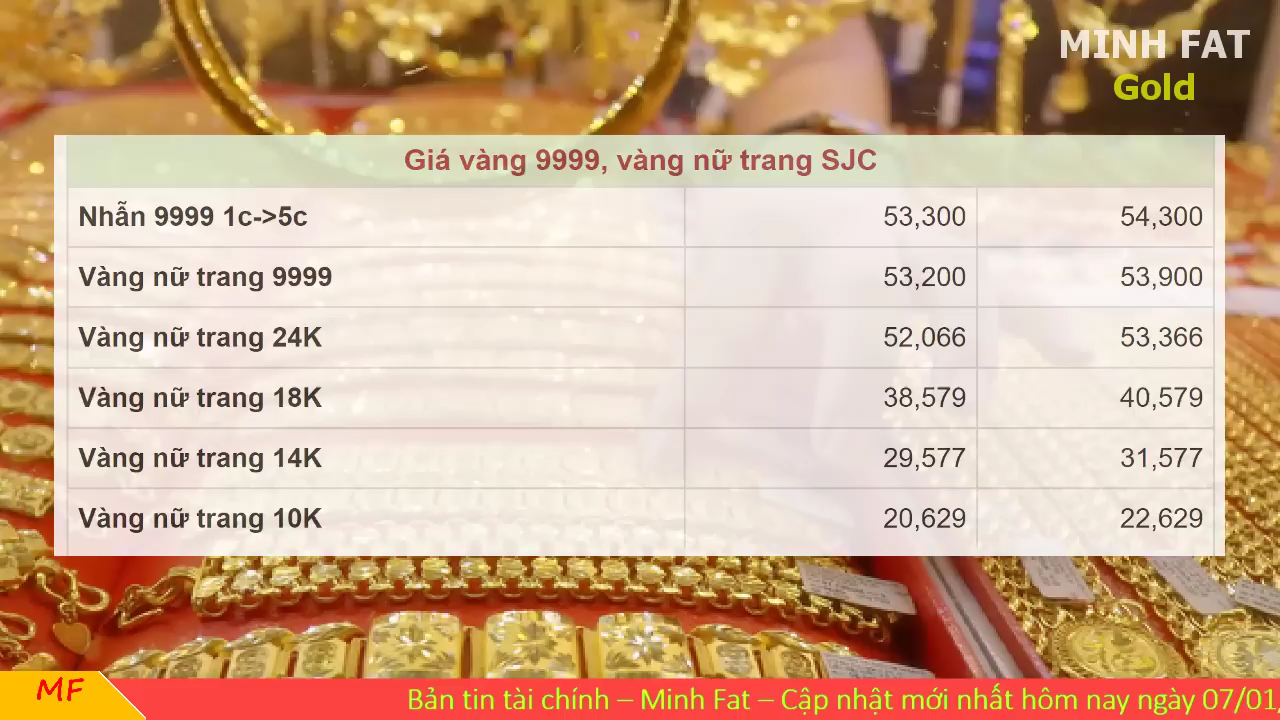 MINH FAT
Gold
Giá vàng 9999, vàng nữ trang SJC
Nhẫn 9999 1c->5c 53,300 54,300
Vàng nữ trang 9999 53,200 53,900
Vàng nữ trang 24K 52,066 53,366
Vàng nữ trang 18K 38,579 40,579
Vàng nữ trang 14K 29,577 31,577
Vàng nữ trang 10K 20,629 22,629
MF
Bản tin tài chính – Minh Fat – Cập nhật mới nhất hôm nay ngày 07/01/